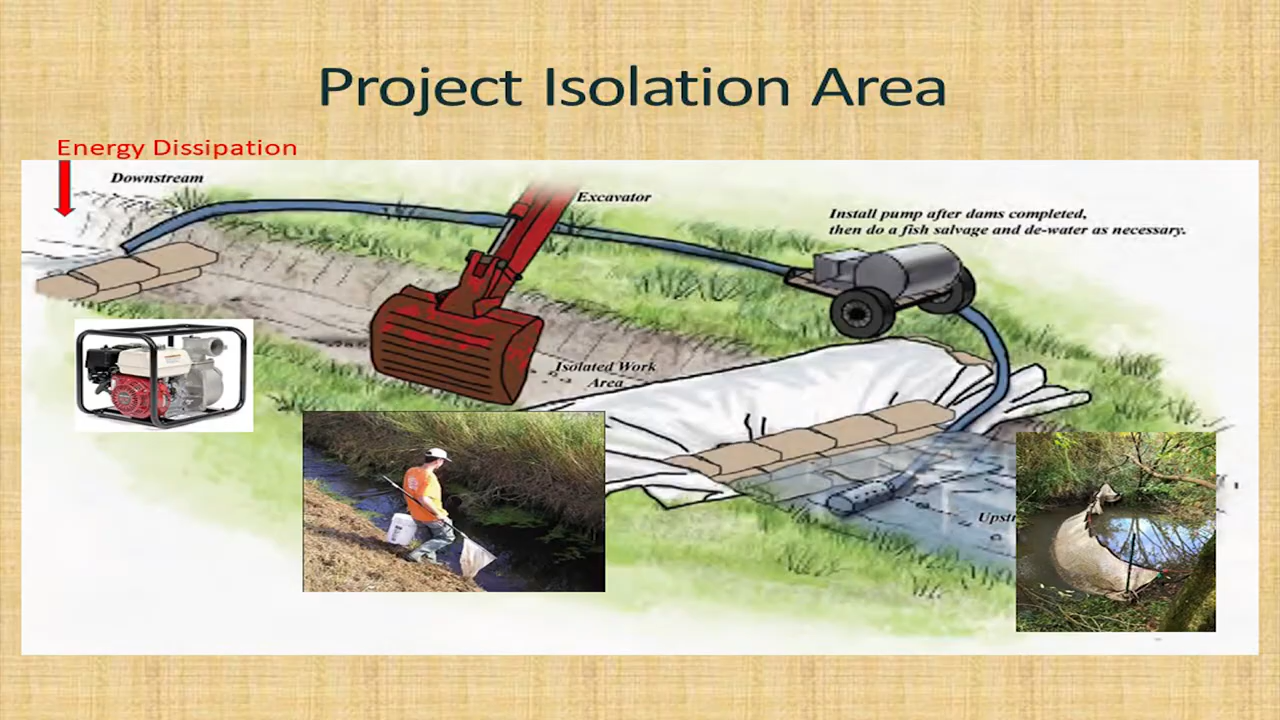 Project Isolation Area
Energy Dissipation
Downstream
Excavator
Install pump after dams completed,
then do a fish salvage and de-water as necessary.
Isolated Work
Area